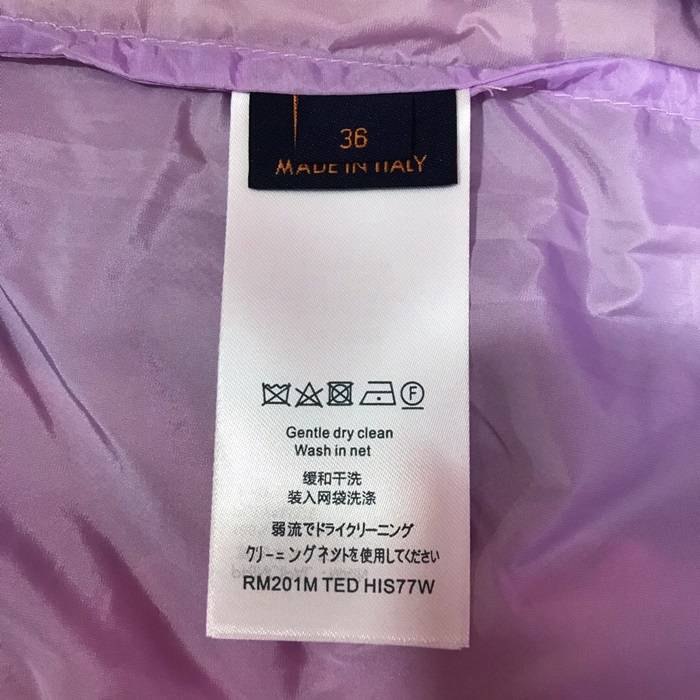 36
MADE IN ITALY
F
Gentle dry clean
Wash in net
缓和干洗
装入网袋洗涤
弱流でドライクリーニング
クリーニングネットを使用してください
RM201M TED HIS77W